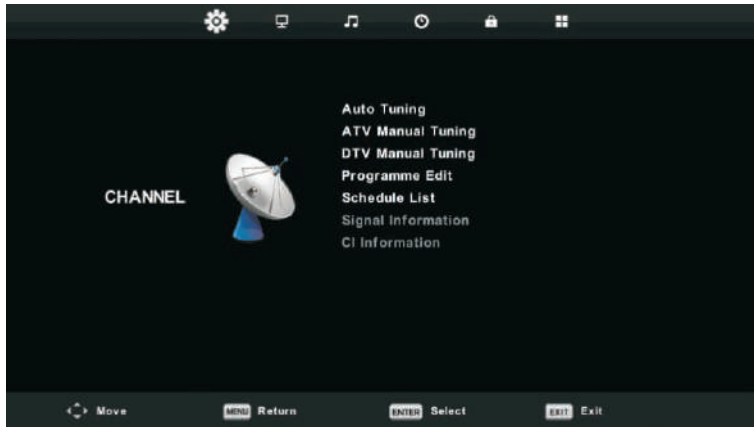 Auto Tuning
ATV Manual Tuning
DTV Manual Tuning
Programme Edit
CHANNEL
Schedule List
Signal Information
CI Information
Move
MENU Return
ENTER Select
EXIT Exit